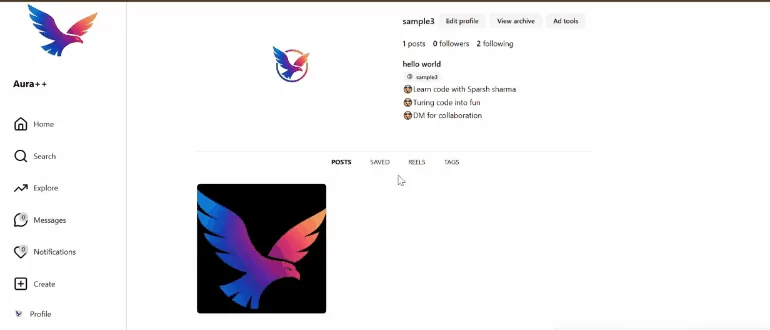 Aura++
Home
Search
Explore
0 Messages
0 Notifications
Create
Profile
sample3 Edit profile View archive Ad tools
1 posts 0 followers 2 following
hello world
sample3
Learn code with Sparsh sharma
Turing code into fun
DM for collaboration
POSTS SAVED REELS TAGS